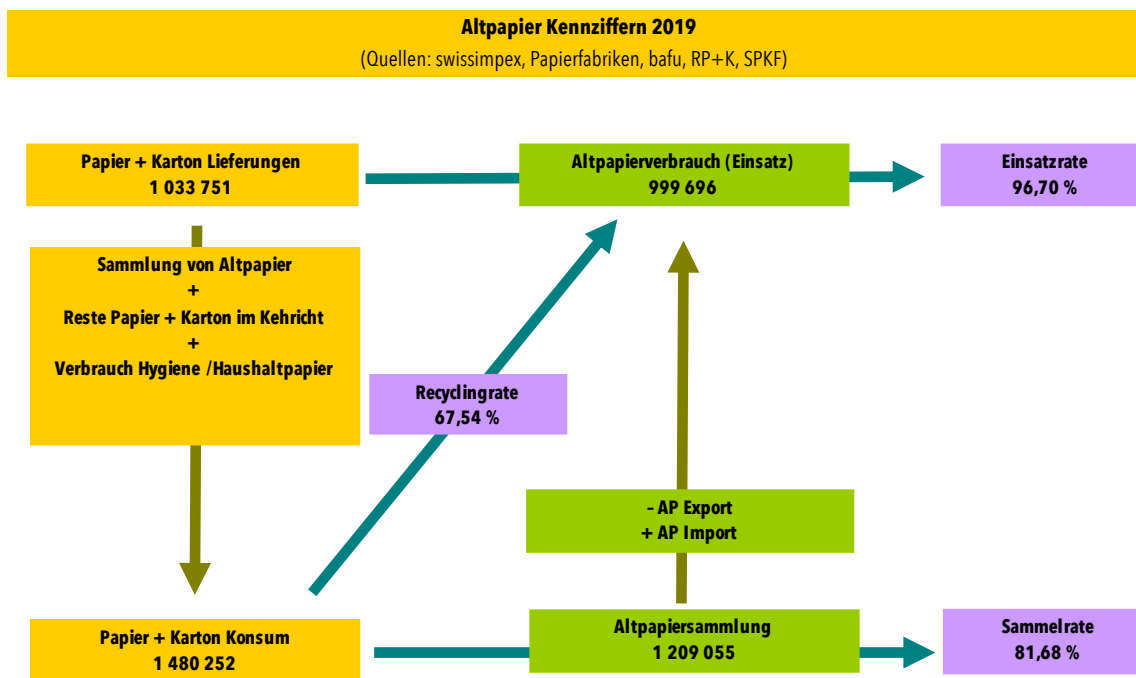 Altpapier Kennziffern 2019
(Quellen: swissimpex, Papierfabriken, bafu, RP+K, SPKF)
Papier + Karton Lieferungen
1 033 751
Altpapierverbrauch (Einsatz)
999 696
Einsatzrate
96,70 %
Sammlung von Altpapier
+
Reste Papier + Karton im Kehricht
+
Verbrauch Hygiene /Haushaltpapier
Recyclingrate
67,54 %
– AP Export
+ AP Import
Papier + Karton Konsum
1 480 252
Altpapiersammlung
1 209 055
Sammelrate
81,68 %